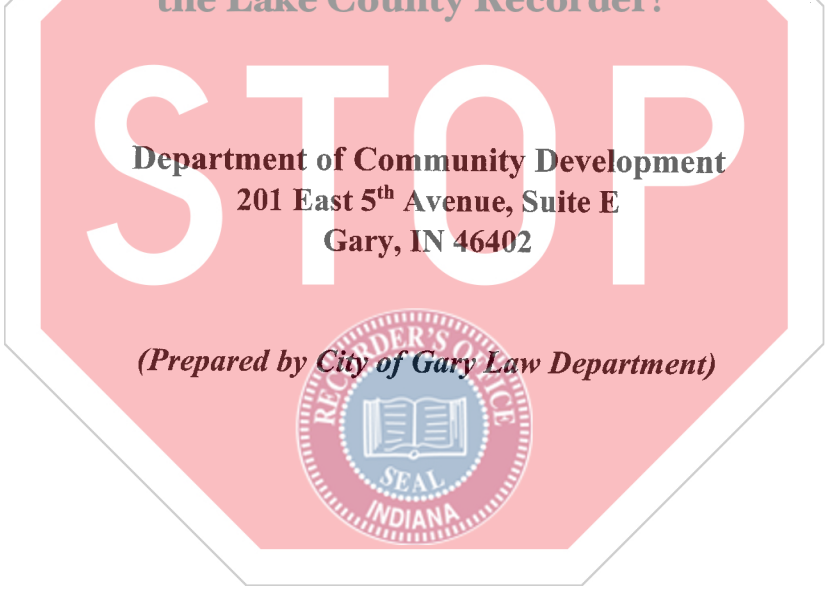 the Lake County Recorder!
STOP
Department of Community Development
201 East 5th Avenue, Suite E
Gary, IN 46402
(Prepared by City of Gary Law Department)
RECORDER'S OFFICE
SEAL
INDIANA